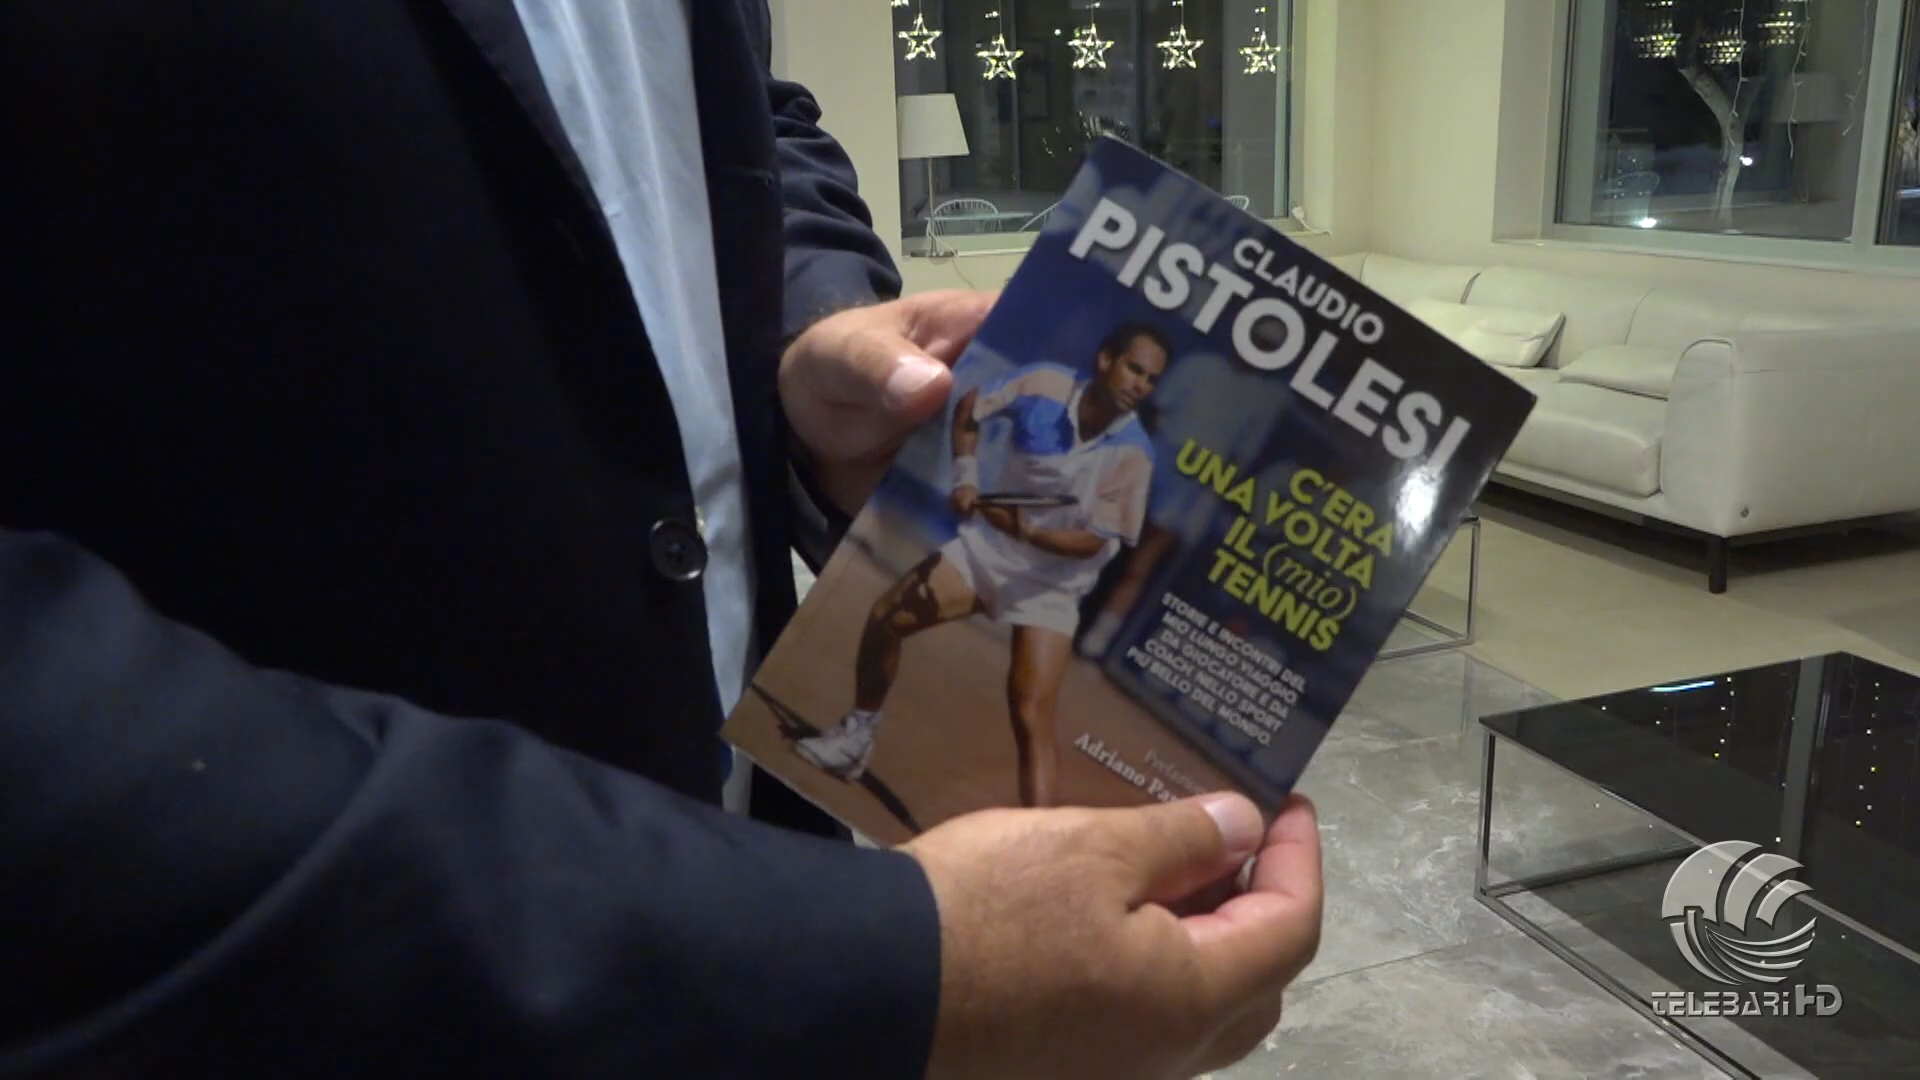 CLAUDIO
PISTOLESI
C'ERA
UNA VOLTA
IL (mio)
TENNIS
STORIE E INCONTRI DEL
MIO LUNGO VIAGGIO,
DA GIOCATORE E DA
COACH, NELLO SPORT
PIÙ BELLO DEL MONDO.
Adriano
TELEBARI HD